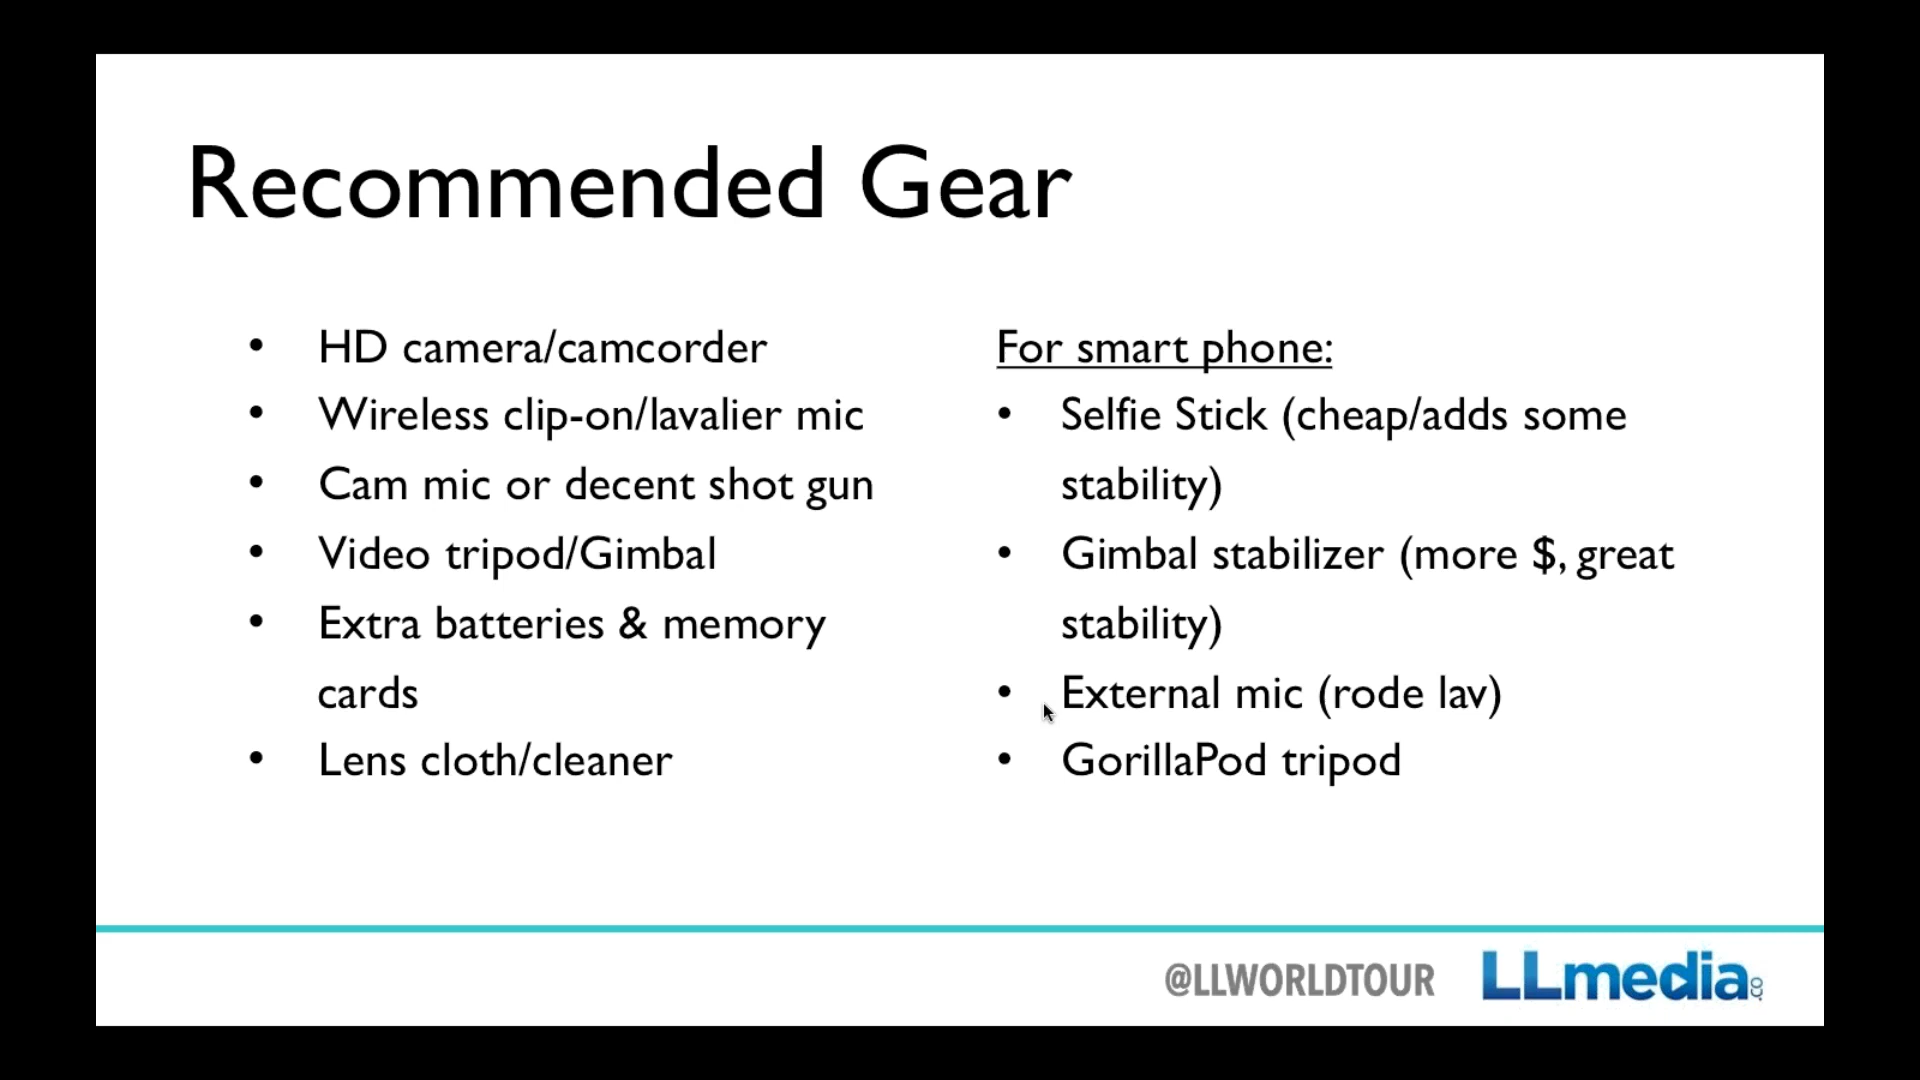 Recommended Gear
• HD camera/camcorder
• Wireless clip-on/lavalier mic
• Cam mic or decent shot gun
• Video tripod/Gimbal
• Extra batteries & memory
cards
• Lens cloth/cleaner
For smart phone:
• Selfie Stick (cheap/adds some
stability)
• Gimbal stabilizer (more $, great
stability)
• External mic (rode lav)
• GorillaPod tripod
@LLWORLDTOUR
LLmedia.co